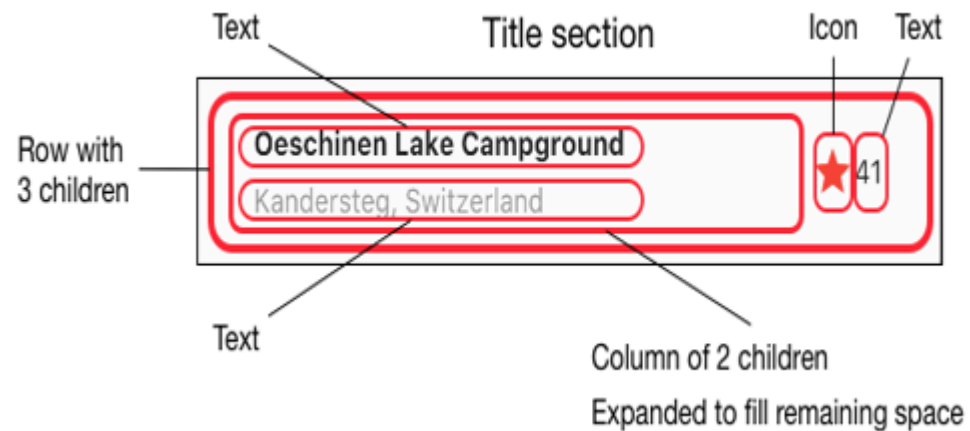 Text
Title section
Icon
Text
Row with
3 children
Oeschinen Lake Campground
41
Kandersteg, Switzerland
Text
Column of 2 children
Expanded to fill remaining space